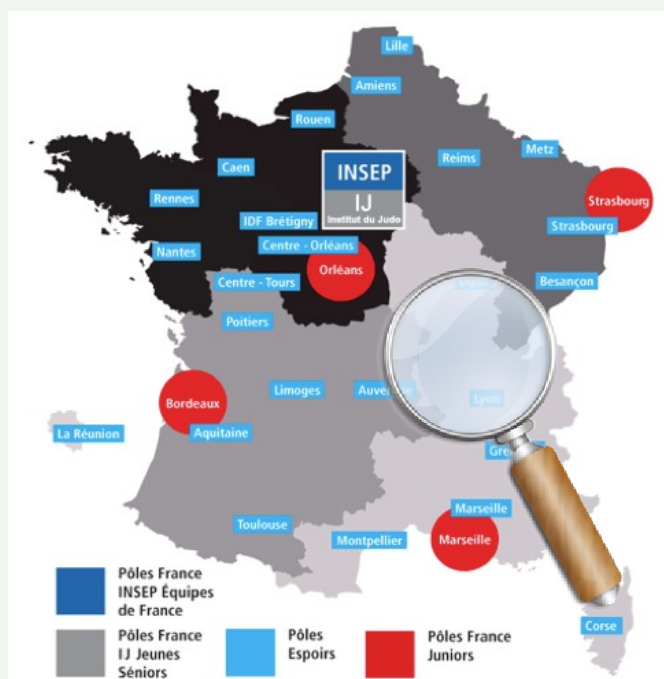 Lille
Amiens
Rouen
Caen
Reims
Metz
INSEP
IJ
Institut du Judo
Rennes
Strasbourg
IDF Brétigny
Strasbourg
Nantes
Centre - Orléans
Orléans
Centre - Tours
Besançon
Poitiers
Limoges
Lyon
Bordeaux
Aquitaine
La Réunion
Marseille
Toulouse
Montpellier
Marseille
Corse
Pôles France
INSEP Équipes
de France
Pôles France
IJ Jeunes
Séniors
Pôles
Espoirs
Pôles France
Juniors